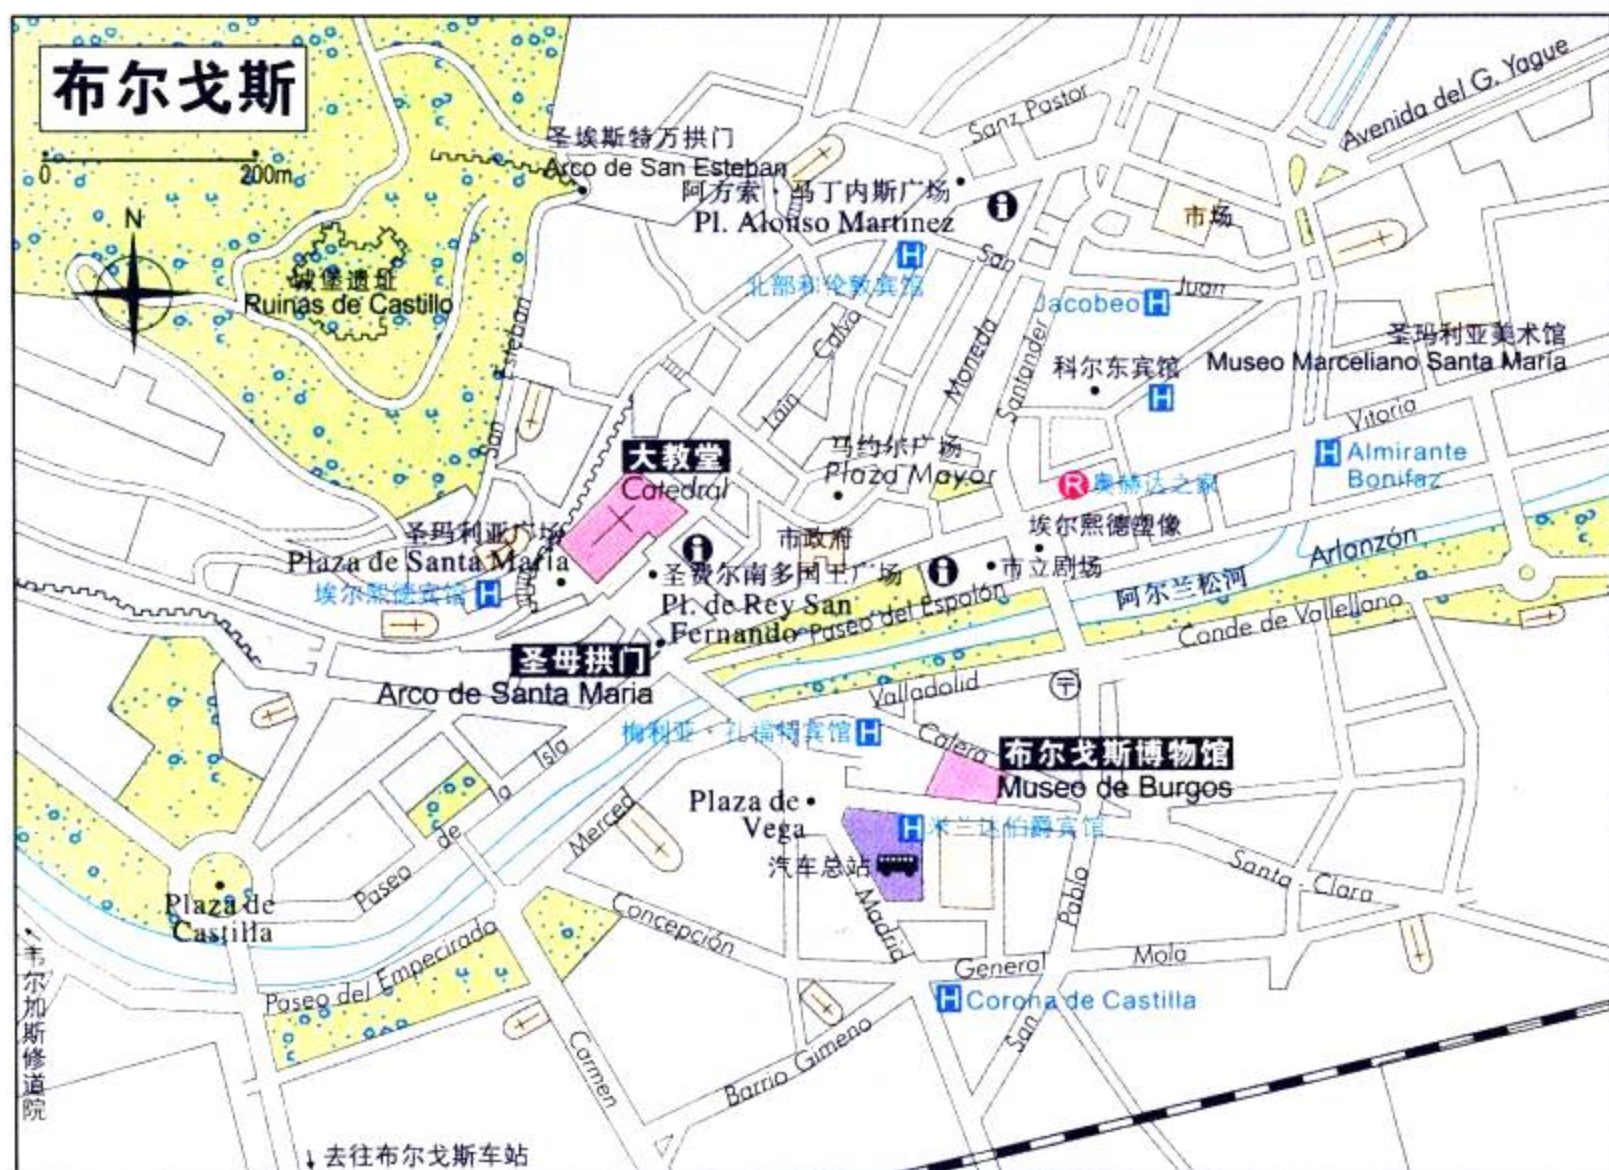 布尔戈斯
0 200m
N
圣埃斯特万拱门
Arco de San Esteban
Sanz Pastor
Avenida del G. Yague
阿方索·马丁内斯广场
Pl. Alonso Martinez
市场
城堡遗址
Ruinas de Castillo
H
北部和伦敦宾馆
San
Juan
Jacobeo H
San
Esteban
Lain
Calvo
Moneda
Santander
科尔东宾馆
H
圣玛利亚美术馆
Museo Marceliano Santa María
Vitoria
大教堂
Catedral
马约尔广场
Plaza Mayor
H Almirante
Bonifaz
R 奥赫达之家
圣玛利亚广场
Plaza de Santa Maria
市政府
埃尔熙德塑像
Arlanzón
埃尔熙德宾馆 H
圣费尔南多国王广场
Pl. de Rey San
Fernando
市立剧场
阿尔兰松河
Paseo del Espolón
Conde de Vallellano
圣母拱门
Arco de Santa Maria
Valladolid
梅利亚·孔福特宾馆 H
Calera
布尔戈斯博物馆
Museo de Burgos
Paseo de la Isla
Merced
Plaza de
Vega
H 米兰达伯爵宾馆
汽车总站
Santa Clara
Plaza de
Castilla
Madrid
San Pablo
Concepción
Paseo del Empecirado
General Mola
H Corona de Castilla
韦尔加斯修道院
Carmen
Barrio Gimeno
↓去往布尔戈斯车站